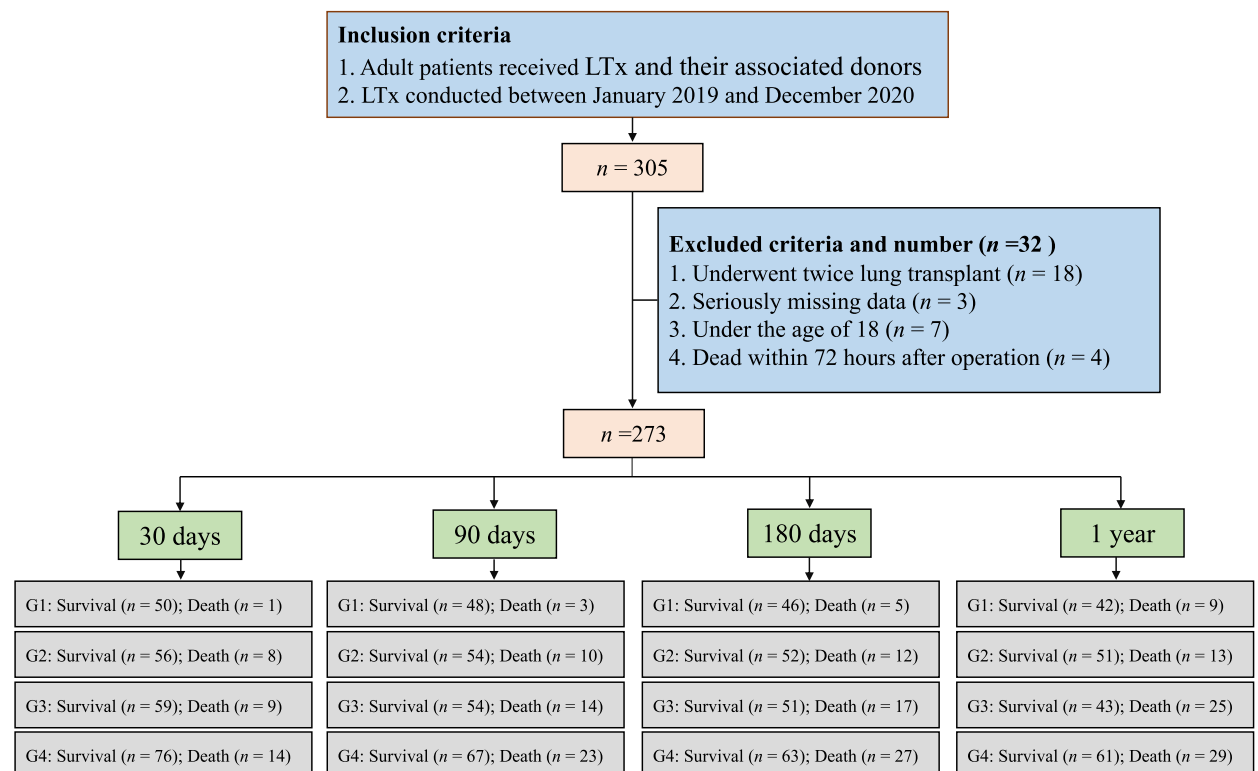 Inclusion criteria
1. Adult patients received LTx and their associated donors
2. LTx conducted between January 2019 and December 2020
n = 305
Excluded criteria and number (n =32 )
1. Underwent twice lung transplant (n = 18)
2. Seriously missing data (n = 3)
3. Under the age of 18 (n = 7)
4. Dead within 72 hours after operation (n = 4)
n =273
30 days
G1: Survival (n = 50); Death (n = 1)
G2: Survival (n = 56); Death (n = 8)
G3: Survival (n = 59); Death (n = 9)
G4: Survival (n = 76); Death (n = 14)
90 days
G1: Survival (n = 48); Death (n = 3)
G2: Survival (n = 54); Death (n = 10)
G3: Survival (n = 54); Death (n = 14)
G4: Survival (n = 67); Death (n = 23)
180 days
G1: Survival (n = 46); Death (n = 5)
G2: Survival (n = 52); Death (n = 12)
G3: Survival (n = 51); Death (n = 17)
G4: Survival (n = 63); Death (n = 27)
1 year
G1: Survival (n = 42); Death (n = 9)
G2: Survival (n = 51); Death (n = 13)
G3: Survival (n = 43); Death (n = 25)
G4: Survival (n = 61); Death (n = 29)